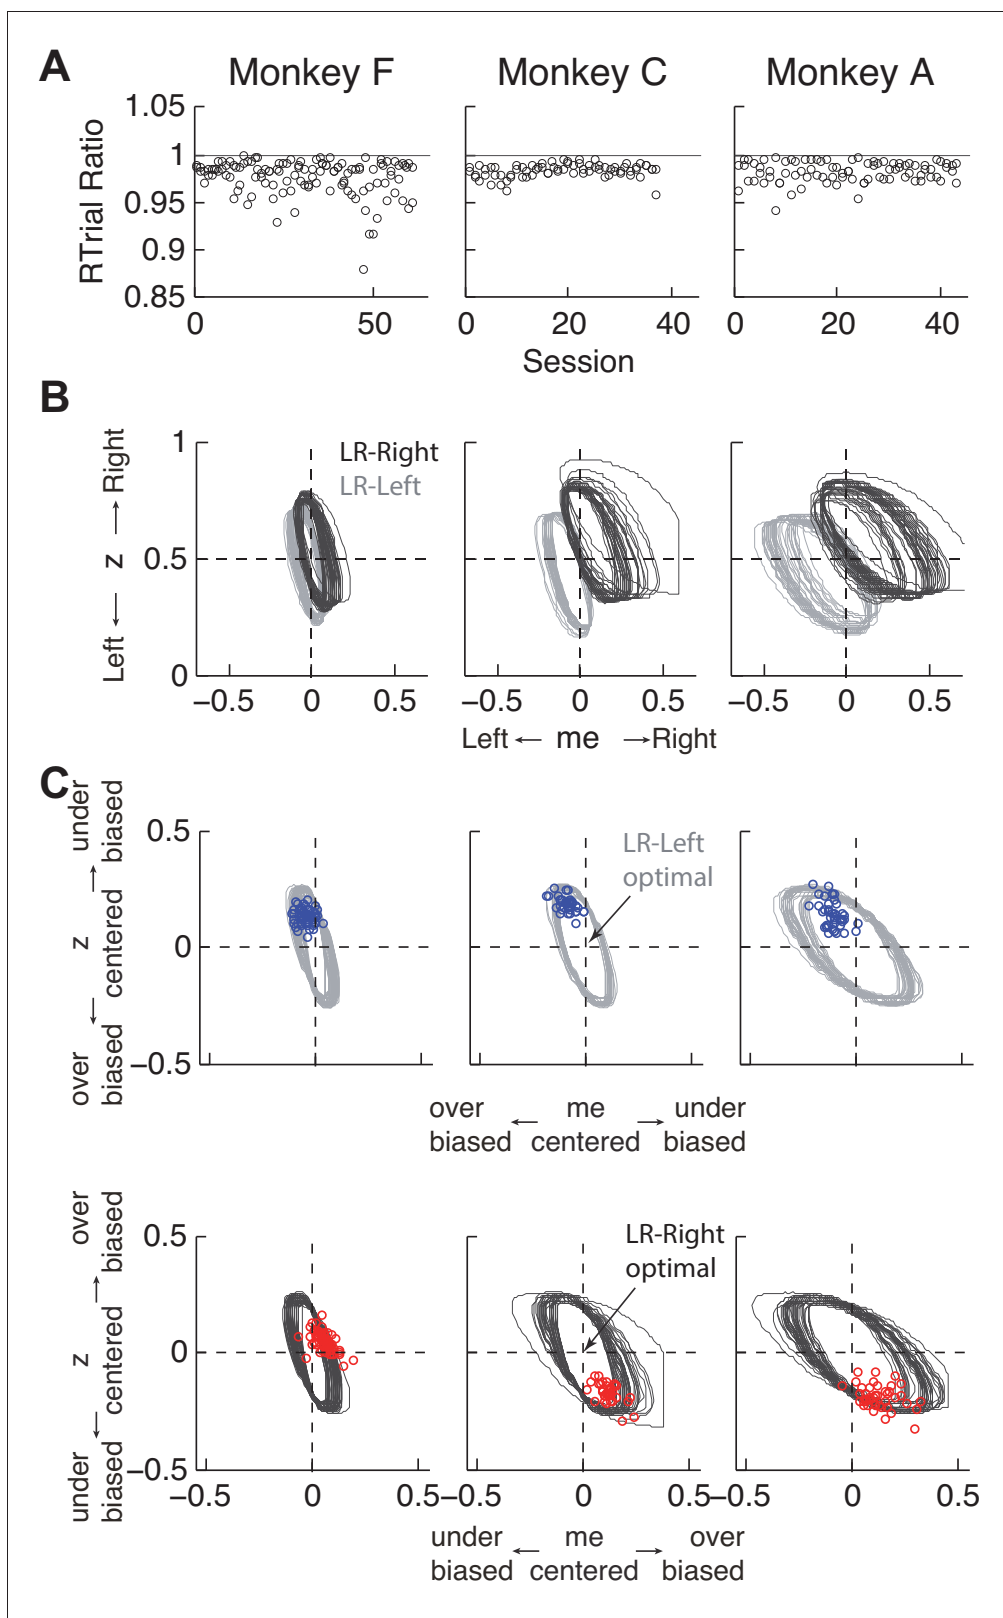 A
Monkey F
Monkey C
Monkey A
RTrial Ratio
1.05
1
0.95
0.9
0.85
0
50
0
20
40
0
20
40
Session
B
Left ← z → Right
1
0.5
0
LR-Right
LR-Left
−0.5
0
0.5
−0.5
0
0.5
−0.5
0
0.5
Left ← me → Right
C
over biased ← z centered → under biased
0.5
0
−0.5
LR-Left
optimal
over ← me → under
biased centered biased
under biased ← z centered → over biased
0.5
0
−0.5
LR-Right
optimal
−0.5
0
0.5
−0.5
0
0.5
−0.5
0
0.5
under ← me → over
biased centered biased